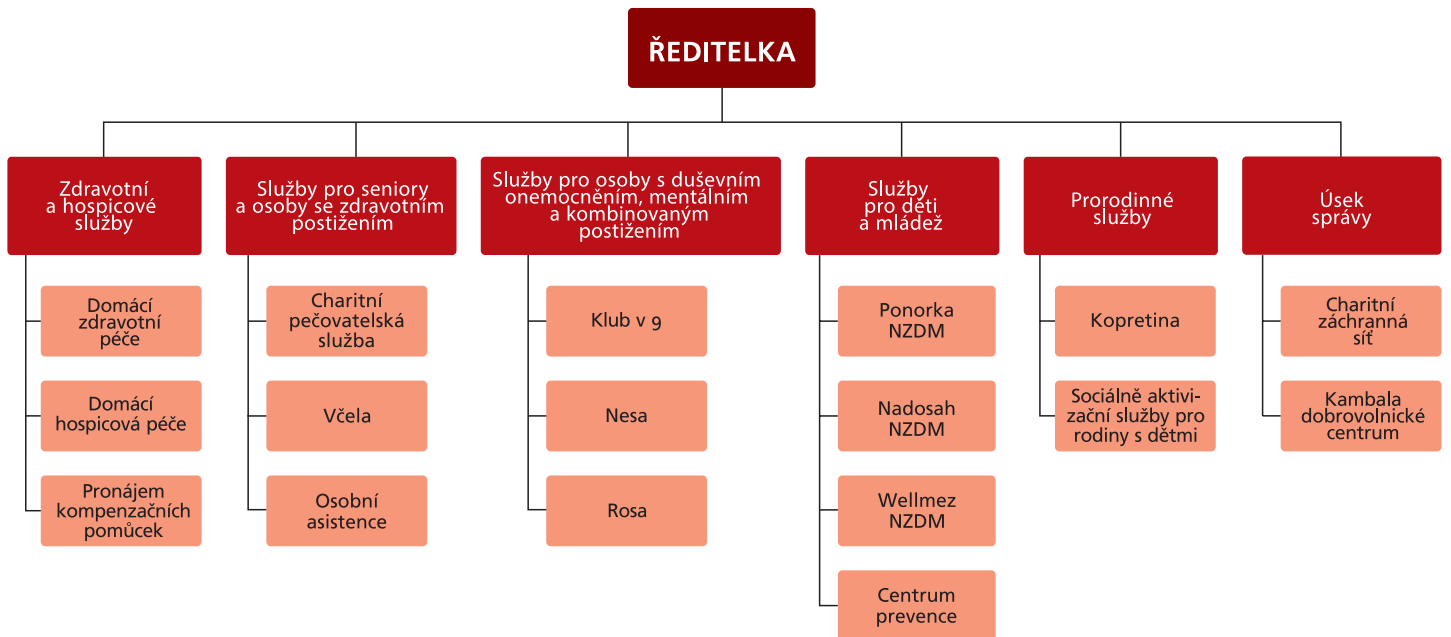 ŘEDITELKA
Zdravotní
a hospicové
služby
Domácí
zdravotní
péče
Domácí
hospicová péče
Pronájem
kompenzačních
pomůcek
Služby pro seniory
a osoby se zdravotním
postižením
Charitní
pečovatelská
služba
Včela
Osobní
asistence
Služby pro osoby s duševním
onemocněním, mentálním
a kombinovaným
postižením
Klub v 9
Nesa
Rosa
Služby
pro děti
a mládež
Ponorka
NZDM
Nadosah
NZDM
Wellmez
NZDM
Centrum
prevence
Prorodinné
služby
Kopretina
Sociálně aktivi-
zační služby pro
rodiny s dětmi
Úsek
správy
Charitní
záchranná
síť
Kambala
dobrovolnické
centrum